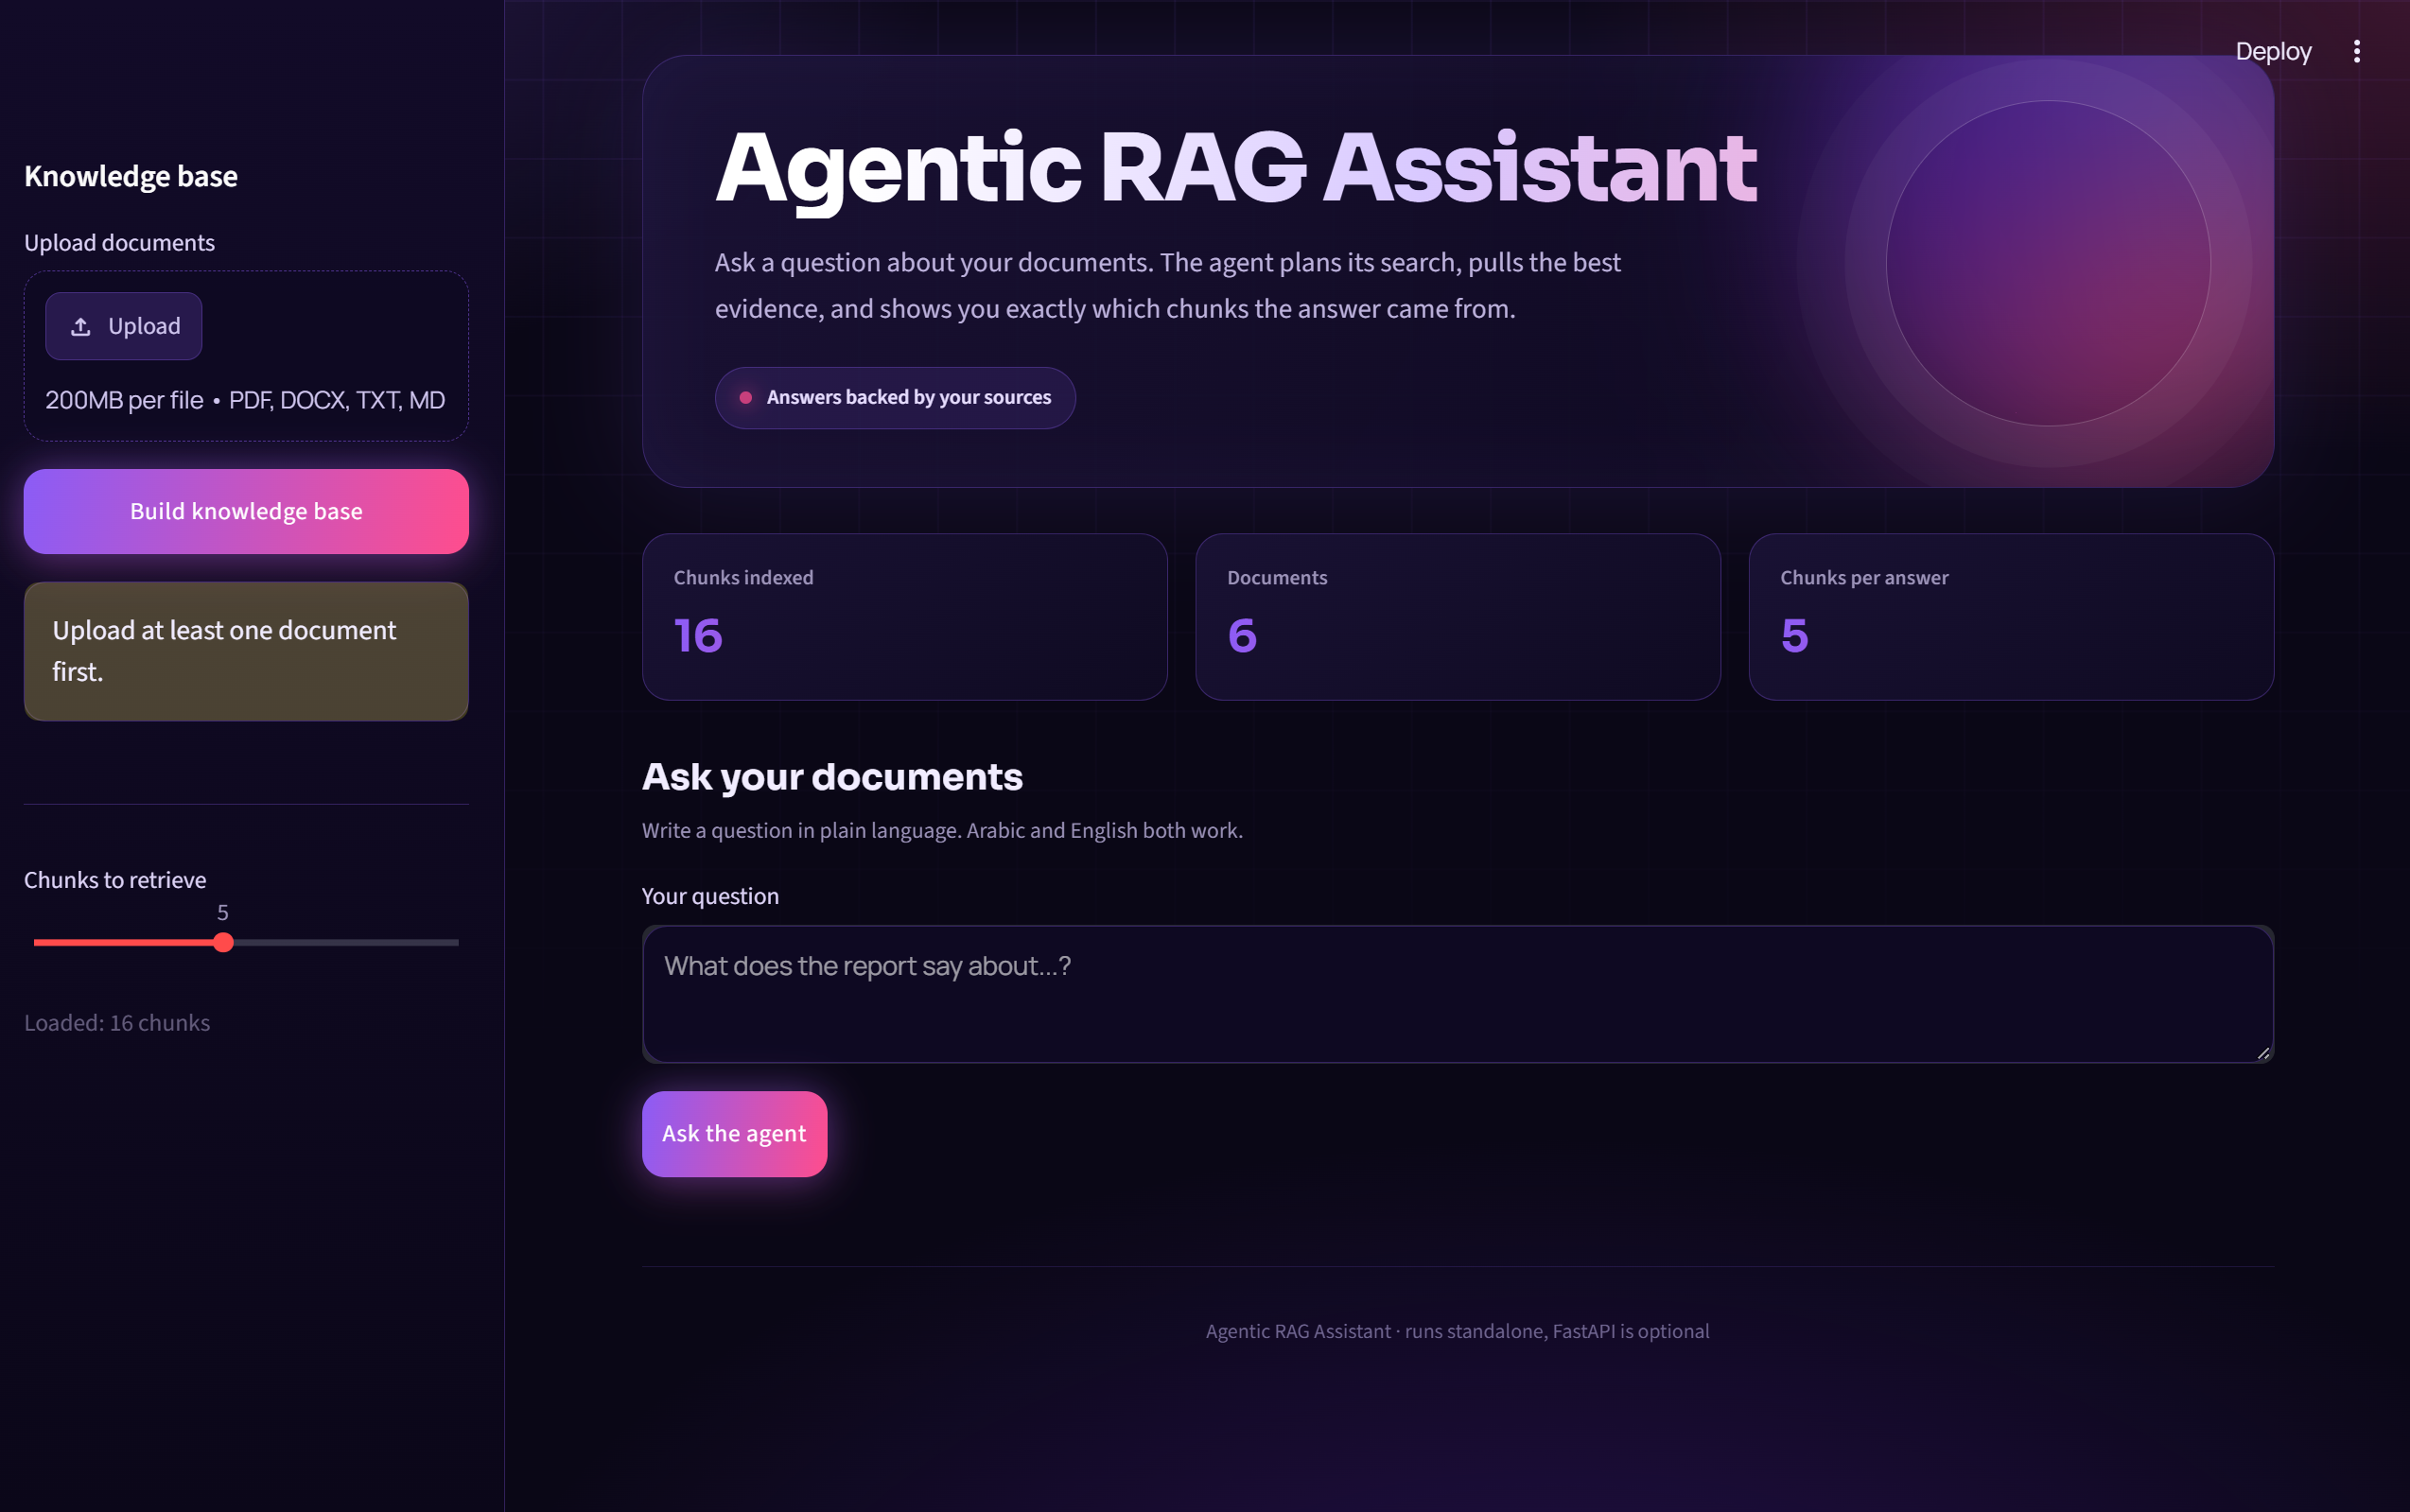 Deploy
Knowledge base
Upload documents
Upload
200MB per file • PDF, DOCX, TXT, MD
Build knowledge base
Upload at least one document
first.
Chunks to retrieve
5
Loaded: 16 chunks
Agentic RAG Assistant
Ask a question about your documents. The agent plans its search, pulls the best
evidence, and shows you exactly which chunks the answer came from.
Answers backed by your sources
Chunks indexed
16
Documents
6
Chunks per answer
5
Ask your documents
Write a question in plain language. Arabic and English both work.
Your question
What does the report say about...?
Ask the agent
Agentic RAG Assistant · runs standalone, FastAPI is optional